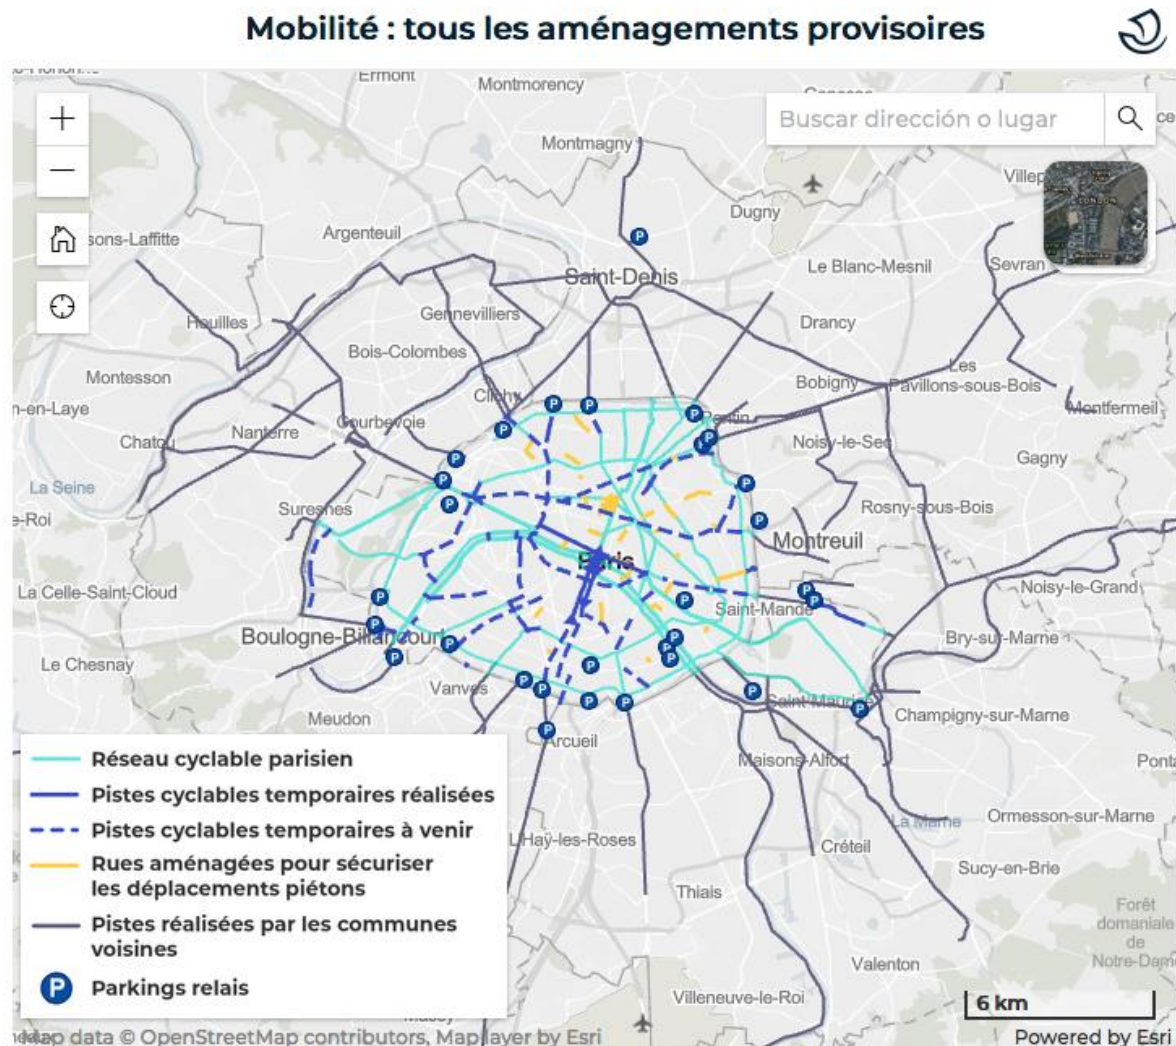 Mobilité : tous les aménagements provisoires
Ermont
Montmorency
Buscar dirección o lugar
Montmagny
Dugny
LONDON
sons-Laffitte
Argenteuil
Saint-Denis
Le Blanc-Mesnil
Sevran
Houilles
Gennevilliers
Drancy
Bois-Colombes
Montesson
Clichy
Bobigny
Les
Pavillons-sous-Bois
n-en-Laye
Courbevoie
Pantin
Montfermeil
Chatou
Nanterre
Noisy-le-Sec
Gagny
La Seine
Suresnes
Rosny-sous-Bois
e-Roi
Montreuil
Paris
La Celle-Saint-Cloud
Saint-Mandé
Noisy-le-Grand
Boulogne-Billancourt
Bry-sur-Marne
Le Chesnay
Vanves
Saint-Maurice
Meudon
Champigny-sur-Marne
Arcueil
Maisons-Alfort
Réseau cyclable parisien
Pistes cyclables temporaires réalisées
Pistes cyclables temporaires à venir
Rues aménagées pour sécuriser
les déplacements piétons
Pistes réalisées par les communes
voisines
P Parkings relais
La Marne
Ormesson-sur-Marne
L'Haÿ-les-Roses
Créteil
Sucy-en-Brie
Thiais
Forêt
domaniale
de
Notre-Dame
Valenton
Villeneuve-le-Roi
6 km
Map data © OpenStreetMap contributors, Map layer by Esri
Powered by Esri